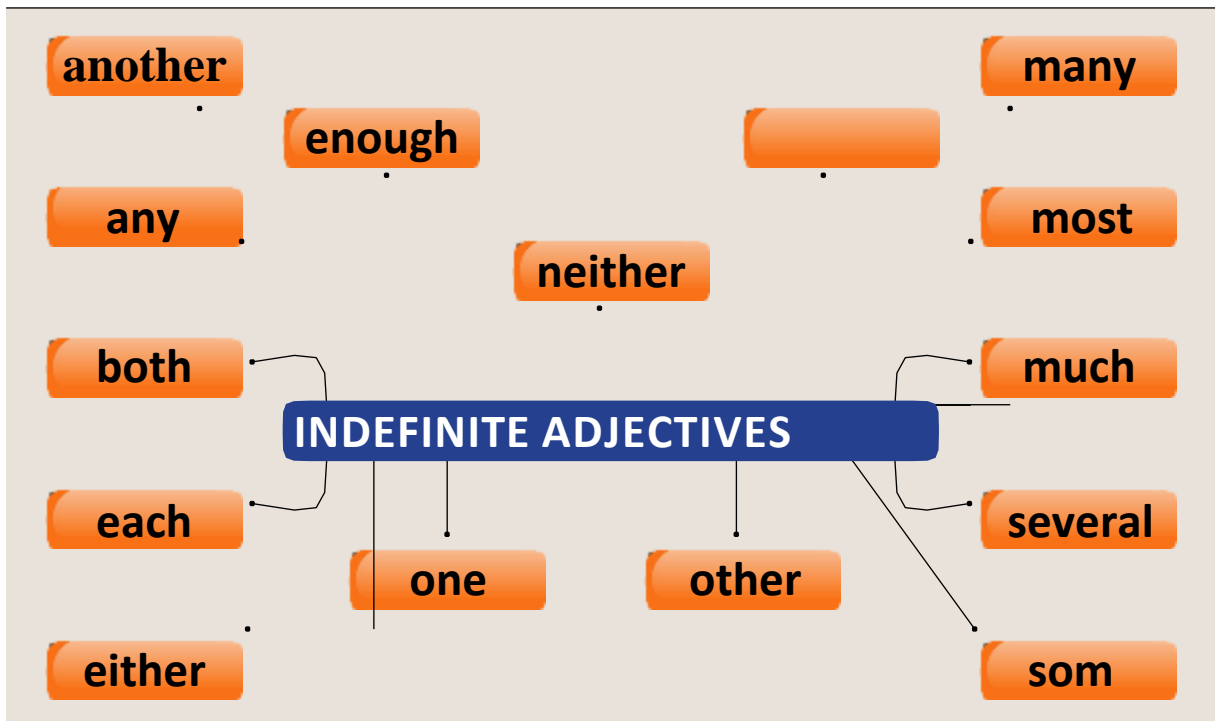 another
many
enough
any
most
neither
both
much
INDEFINITE ADJECTIVES
each
several
one
other
either
som